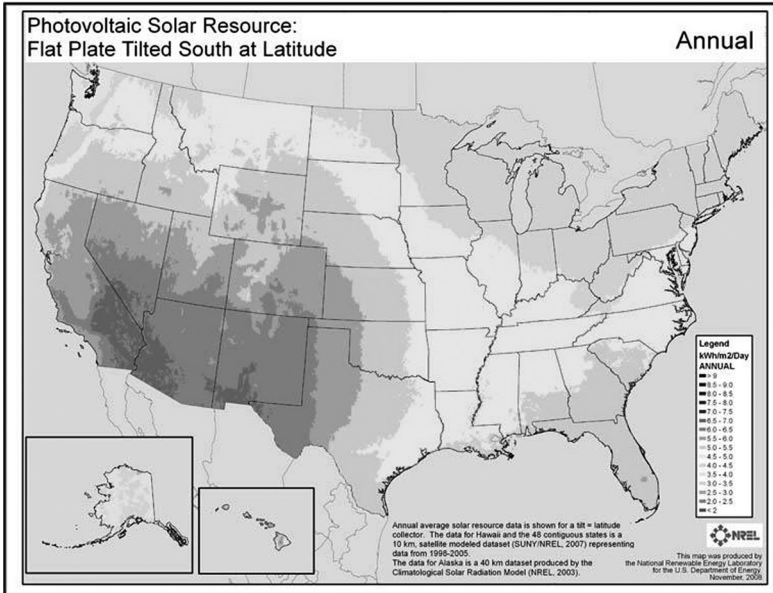 Photovoltaic Solar Resource:
Flat Plate Tilted South at Latitude
Annual
Legend
kWh/m2/Day
ANNUAL
> 9
8.5 - 9.0
8.0 - 8.5
7.5 - 8.0
7.0 - 7.5
6.5 - 7.0
6.0 - 6.5
5.5 - 6.0
5.0 - 5.5
4.5 - 5.0
4.0 - 4.5
3.5 - 4.0
3.0 - 3.5
2.5 - 3.0
2.0 - 2.5
< 2
Annual average solar resource data is shown for a tilt = latitude
collector. The data for Hawaii and the 48 contiguous states is a
10 km, satellite modeled dataset (SUNY/NREL, 2007) representing
data from 1998-2005.
The data for Alaska is a 40 km dataset produced by the
Climatological Solar Radiation Model (NREL, 2003).
NREL
This map was produced by
the National Renewable Energy Laboratory
for the U.S. Department of Energy.
November, 2008